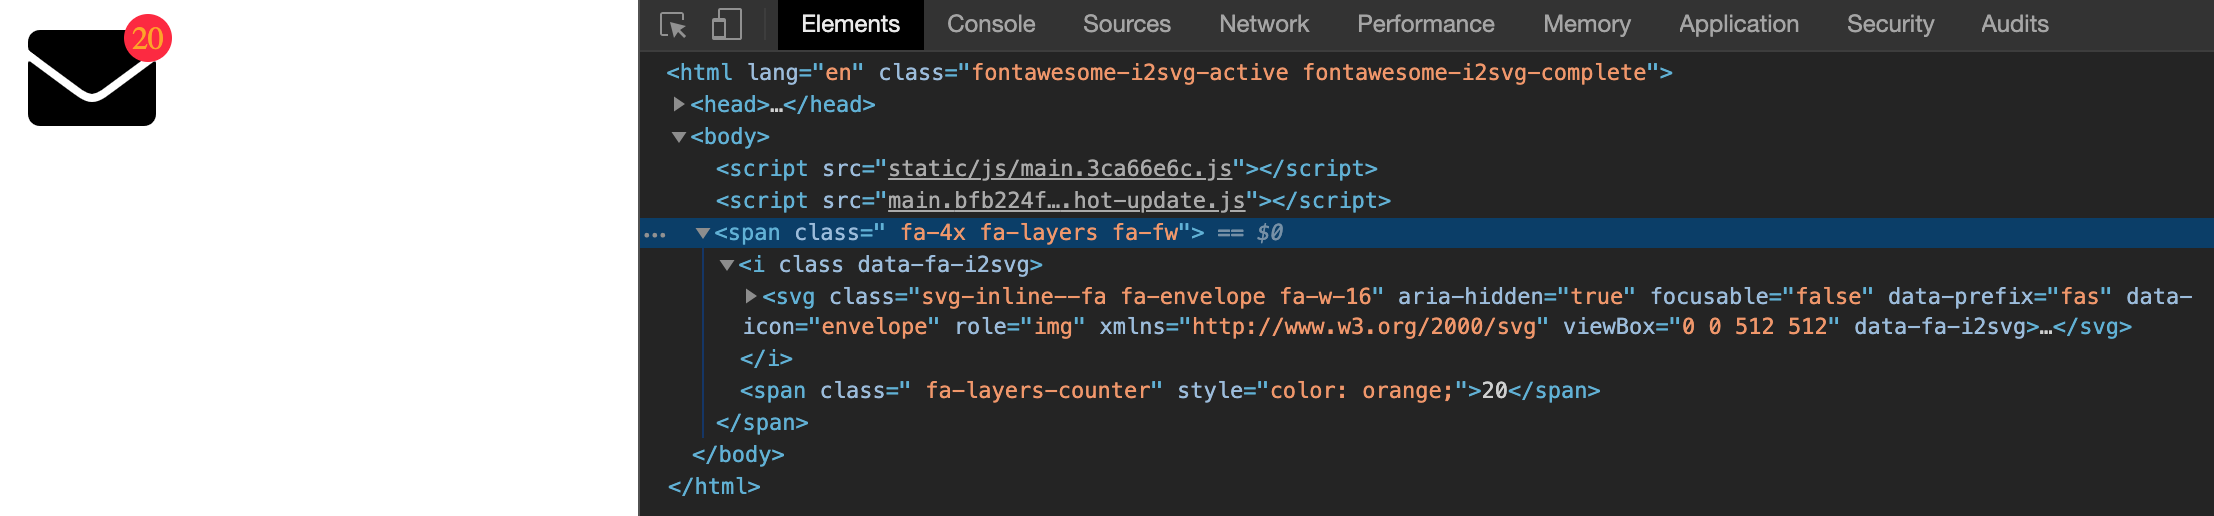 20
Elements Console Sources Network Performance Memory Application Security Audits
<html lang="en" class="fontawesome-i2svg-active fontawesome-i2svg-complete">
<head>…</head>
<body>
<script src="static/js/main.3ca66e6c.js"></script>
<script src="main.bfb224f….hot-update.js"></script>
<span class=" fa-4x fa-layers fa-fw"> == $0
<i class data-fa-i2svg>
<svg class="svg-inline--fa fa-envelope fa-w-16" aria-hidden="true" focusable="false" data-prefix="fas" data-
icon="envelope" role="img" xmlns="http://www.w3.org/2000/svg" viewBox="0 0 512 512" data-fa-i2svg>…</svg>
</i>
<span class=" fa-layers-counter" style="color: orange;">20</span>
</span>
</body>
</html>